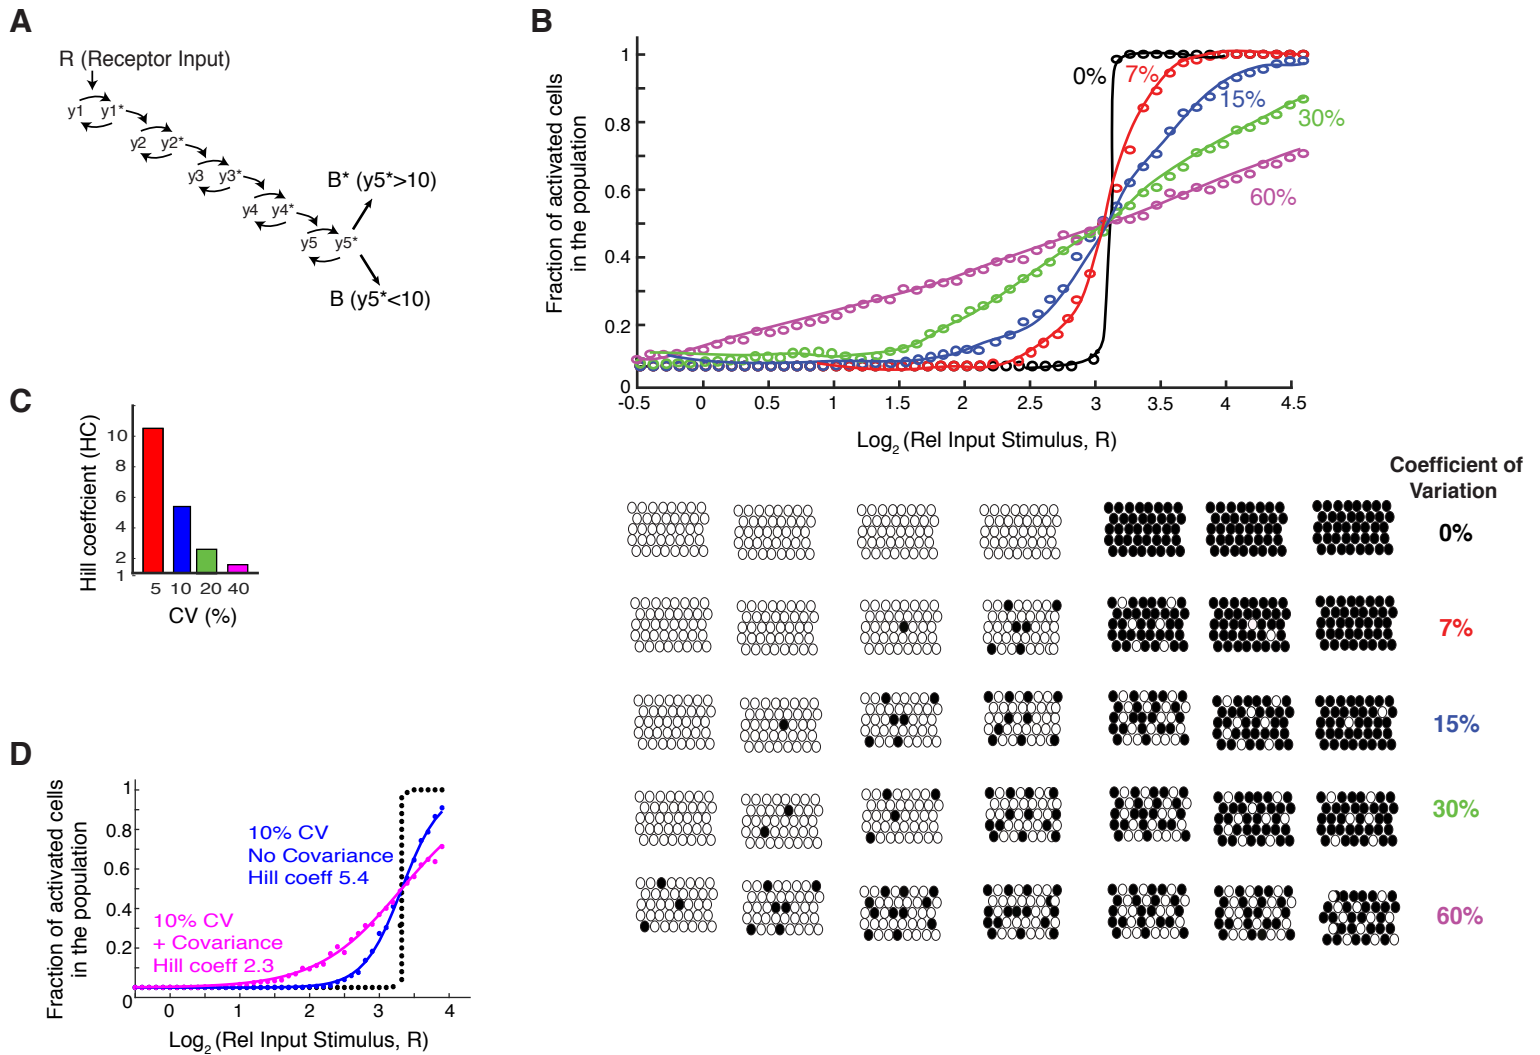 A
R (Receptor Input)
y1 y1*
y2 y2*
y3 y3*
y4 y4*
y5 y5*
B* (y5*>10)
B (y5*<10)
B
Fraction of activated cells
in the population
1
0.8
0.6
0.4
0.2
0
-0.5 0 0.5 1 1.5 2 2.5 3 3.5 4 4.5
Log2 (Rel Input Stimulus, R)
0%
7%
15%
30%
60%
Coefficient of
Variation
0%
7%
15%
30%
60%
C
Hill coefficient (HC)
10
8
6
4
2
1
5 10 20 40
CV (%)
D
Fraction of activated cells
in the population
1
0.8
0.6
0.4
0.2
0
0 1 2 3 4
Log2 (Rel Input Stimulus, R)
10% CV
No Covariance
Hill coeff 5.4
10% CV
+ Covariance
Hill coeff 2.3